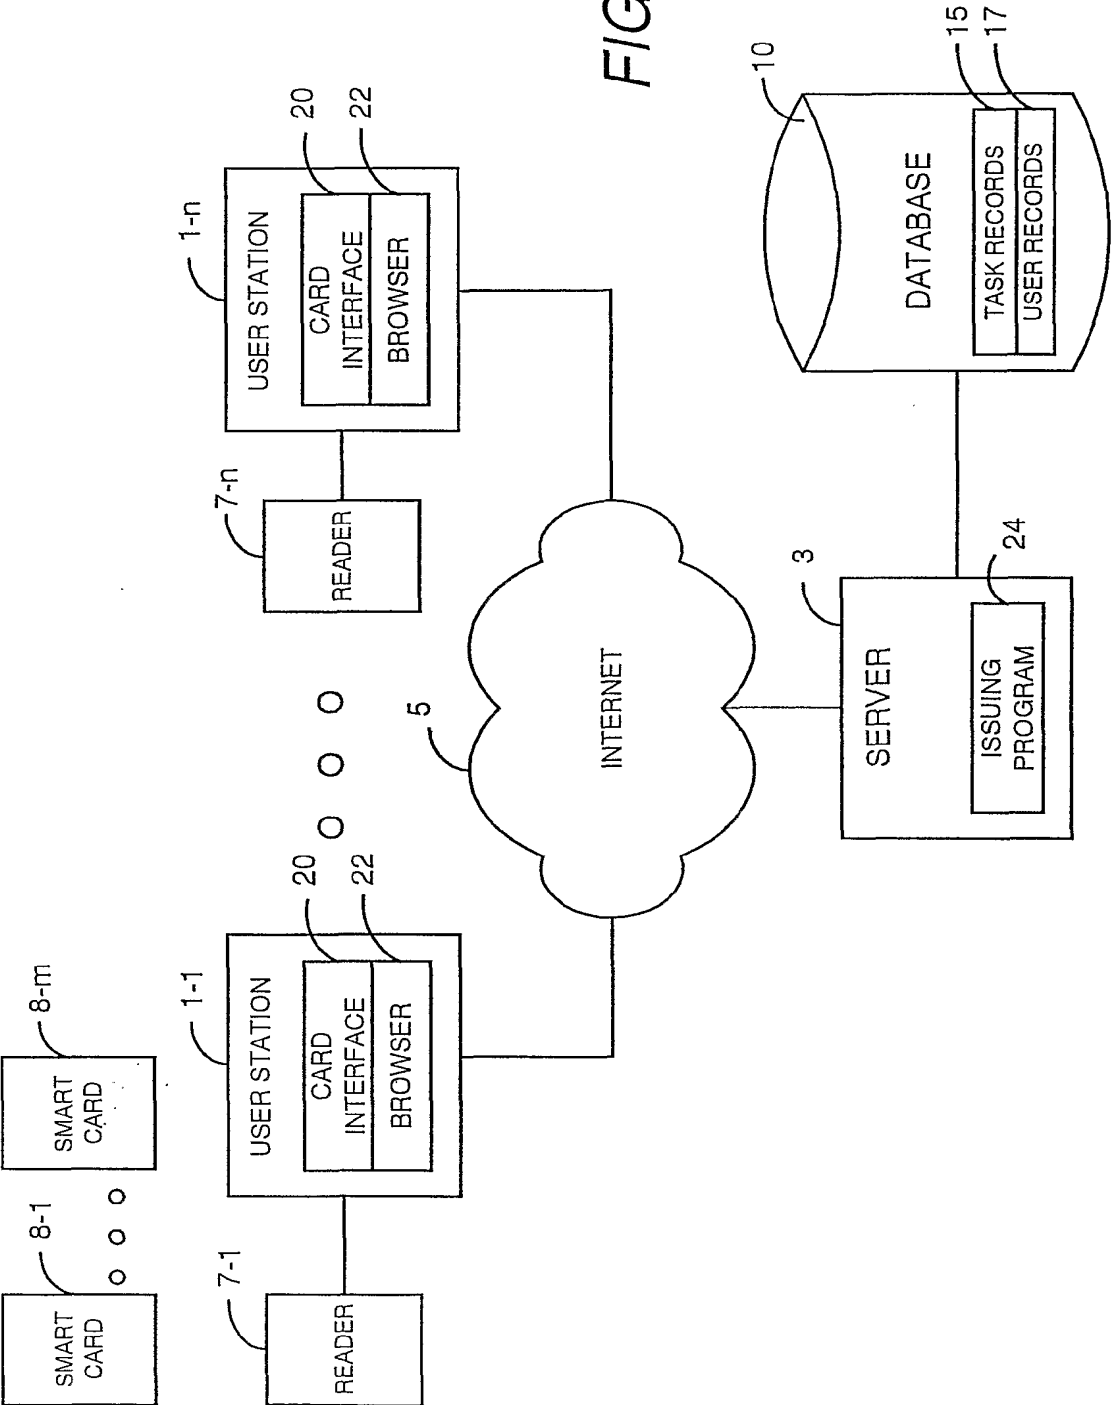 SMART
CARD
8-1
SMART
CARD
8-m
READER
7-1
USER STATION
1-1
CARD
INTERFACE
BROWSER
20
22
READER
7-n
USER STATION
1-n
CARD
INTERFACE
BROWSER
20
22
INTERNET
5
FIG
SERVER
3
ISSUING
PROGRAM
24
DATABASE
10
TASK RECORDS
USER RECORDS
15
17